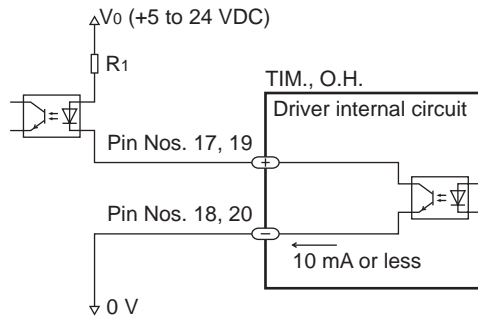 V0 (+5 to 24 VDC)
R1
TIM., O.H.
Driver internal circuit
Pin Nos. 17, 19
+
Pin Nos. 18, 20
−
10 mA or less
0 V